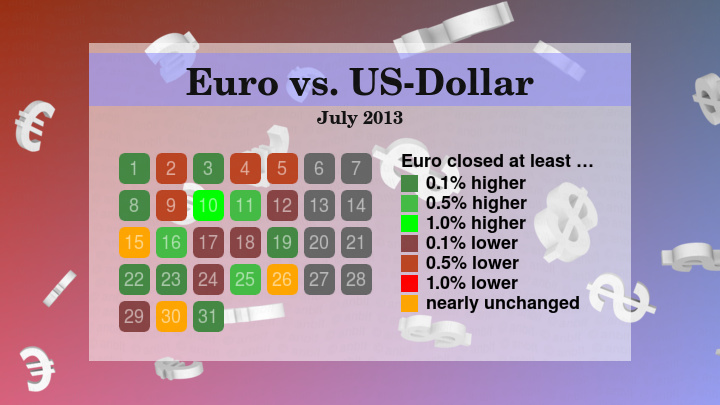 Euro vs. US-Dollar
July 2013
1 2 3 4 5 6 7
8 9 10 11 12 13 14
15 16 17 18 19 20 21
22 23 24 25 26 27 28
29 30 31
Euro closed at least …
0.1% higher
0.5% higher
1.0% higher
0.1% lower
0.5% lower
1.0% lower
nearly unchanged